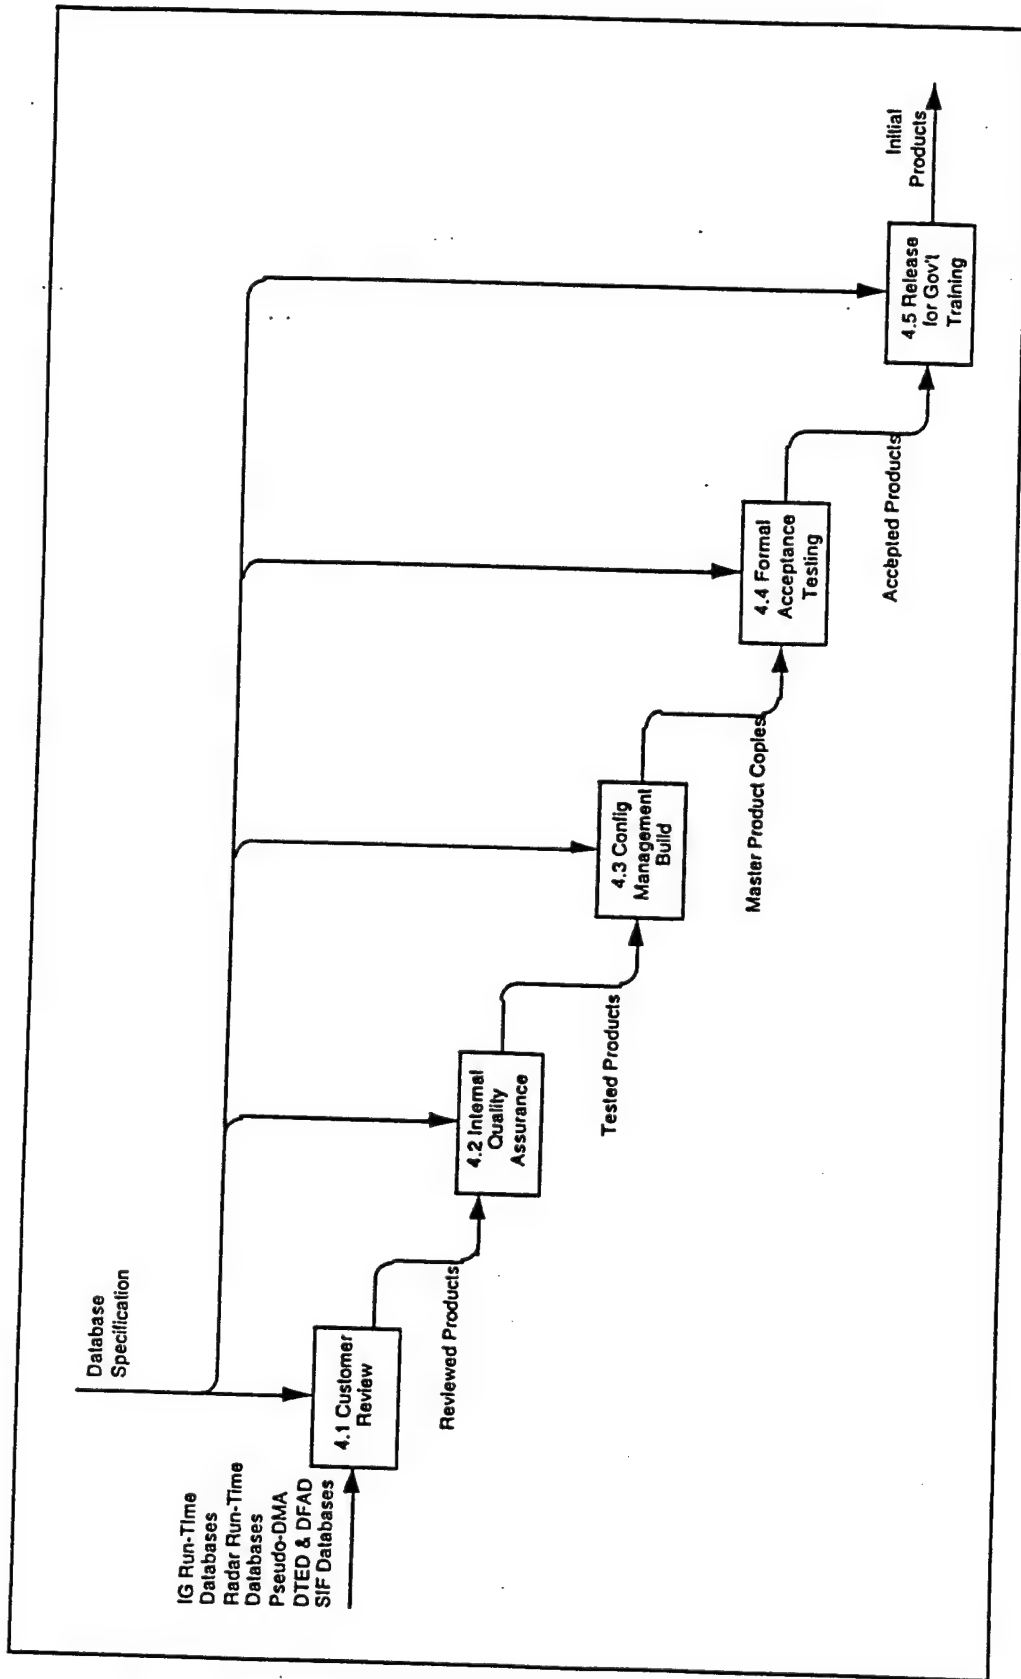 Database
Specification
IG Run-Time
Databases
Radar Run-Time
Databases
Pseudo-DMA
DTED & DFAD
SIF Databases
4.1 Customer
Review
Reviewed Products
4.2 Internal
Quality
Assurance
Tested Products
4.3 Config
Management
Build
Master Product Copies
4.4 Formal
Acceptance
Testing
Accepted Products
4.5 Release
for Gov't
Training
Initial
Products